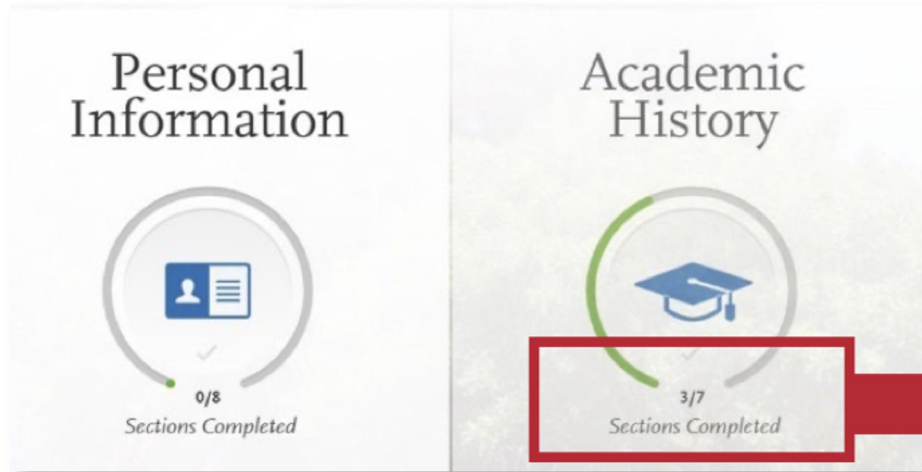 Personal
Information
0/8
Sections Completed
Academic
History
3/7
Sections Completed